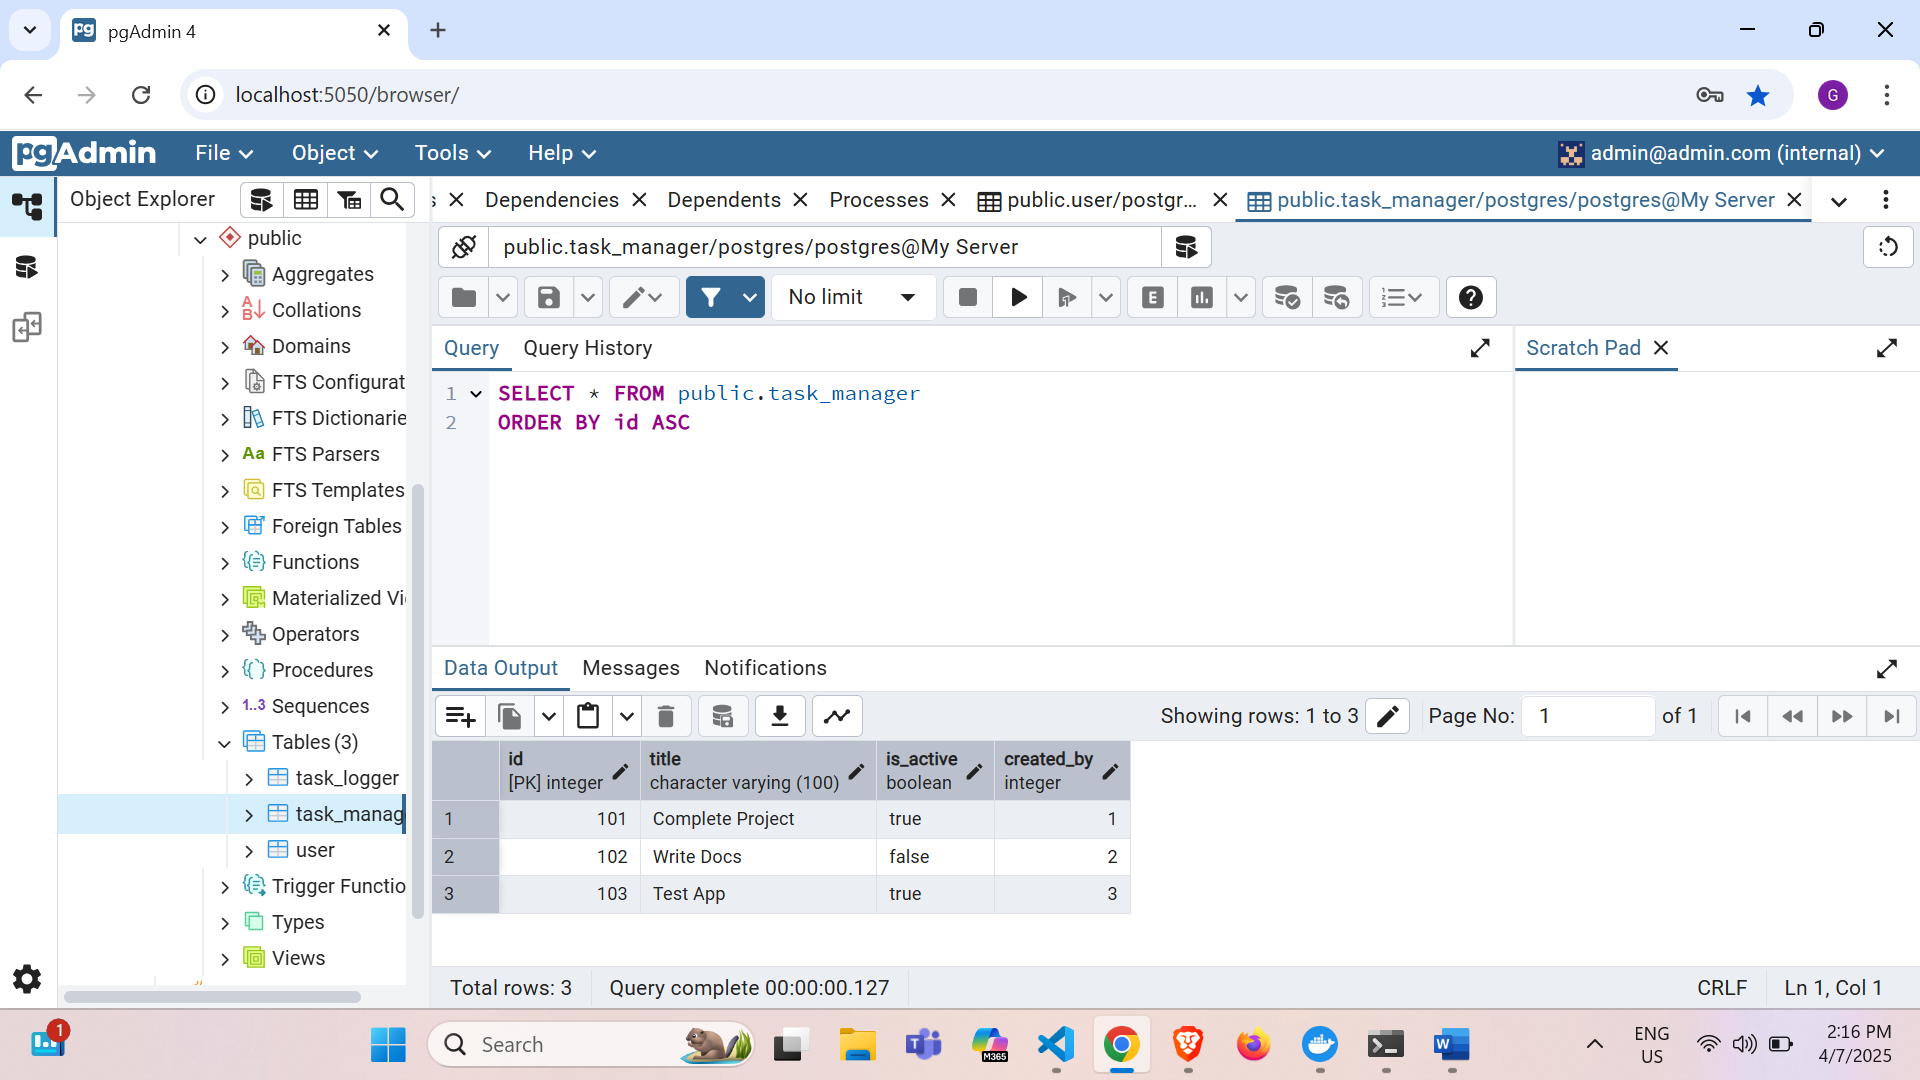 pgAdmin 4
localhost:5050/browser/
G
pgAdmin File Object Tools Help admin@admin.com (internal)
Object Explorer
s Dependencies Dependents Processes public.user/postgr... public.task_manager/postgres/postgres@My Server
public.task_manager/postgres/postgres@My Server
No limit
E
Query Query History
Scratch Pad
1 SELECT * FROM public.task_manager
2 ORDER BY id ASC
public
Aggregates
Collations
Domains
FTS Configurat
FTS Dictionarie
Aa FTS Parsers
FTS Templates
Foreign Tables
Functions
Materialized Vi
Operators
Procedures
1..3 Sequences
Tables (3)
task_logger
task_manag
user
Trigger Functio
Types
Views
Data Output Messages Notifications
Showing rows: 1 to 3 Page No: 1 of 1
id title is_active created_by
[PK] integer character varying (100) boolean integer
1 101 Complete Project true 1
2 102 Write Docs false 2
3 103 Test App true 3
Total rows: 3 Query complete 00:00:00.127 CRLF Ln 1, Col 1
1
Search
M365
ENG
US
2:16 PM
4/7/2025